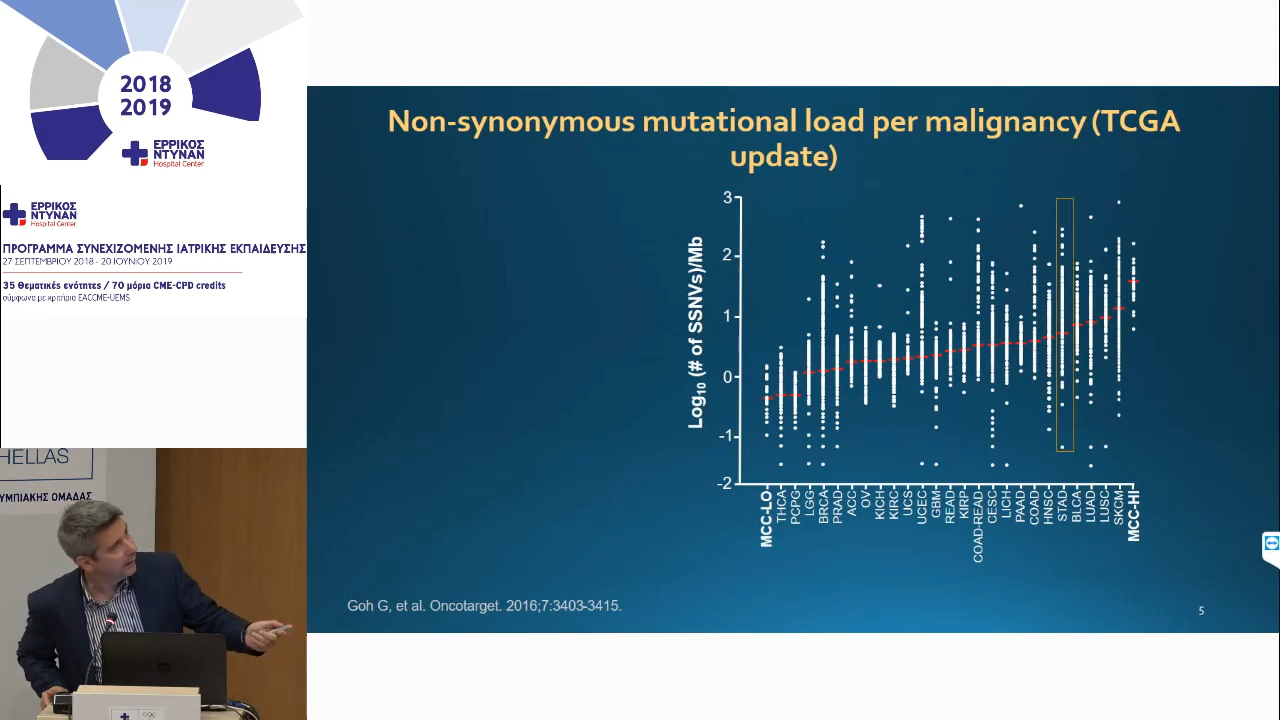 2018
2019
ΕΡΡΙΚΟΣ
ΝΤΥΝΑΝ
Hospital Center
ΕΡΡΙΚΟΣ
ΝΤΥΝΑΝ
Hospital Center
ΠΡΟΓΡΑΜΜΑ ΣΥΝΕΧΙΖΟΜΕΝΗΣ ΙΑΤΡΙΚΗΣ ΕΚΠΑΙΔΕΥΣΗΣ
27 ΣΕΠΤΕΜΒΡΙΟΥ 2018 - 20 ΙΟΥΝΙΟΥ 2019
35 θεματικές ενότητες / 70 μόρια CME-CPD credits
σύμφωνα με κριτήρια EACCME-UEMS
HELLAS
ΥΜΠΙΑΚΗΣ ΟΜΑΔΑΣ
Non-synonymous mutational load per malignancy (TCGA
update)
Log10 (# of SSNVs)/Mb
3
2
1
0
-1
-2
MCC-LO
THCA
PCPG
LGG
BRCA
PRAD
ACC
OV
KICH
KIRC
UCS
UCEC
GBM
READ
KIRP
COAD-READ
CESC
LICH
PAAD
COAD
HNSC
STAD
BLCA
LUAD
LUSC
SKCM
MCC-HI
Goh G, et al. Oncotarget. 2016;7:3403-3415.
5